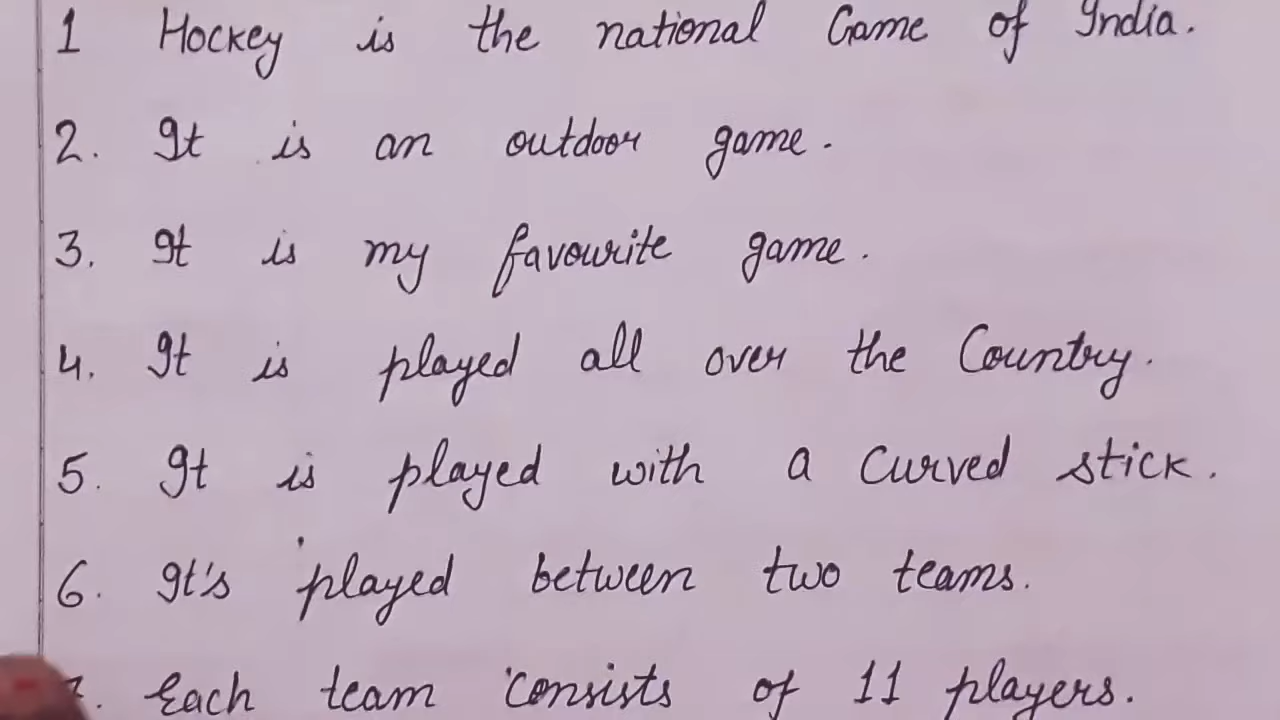 1 Hockey is the national Game of India.
2. It is an outdoor game.
3. It is my favourite game.
4. It is played all over the Country.
5. It is played with a Curved stick.
6. It's played between two teams.
7. Each team consists of 11 players.